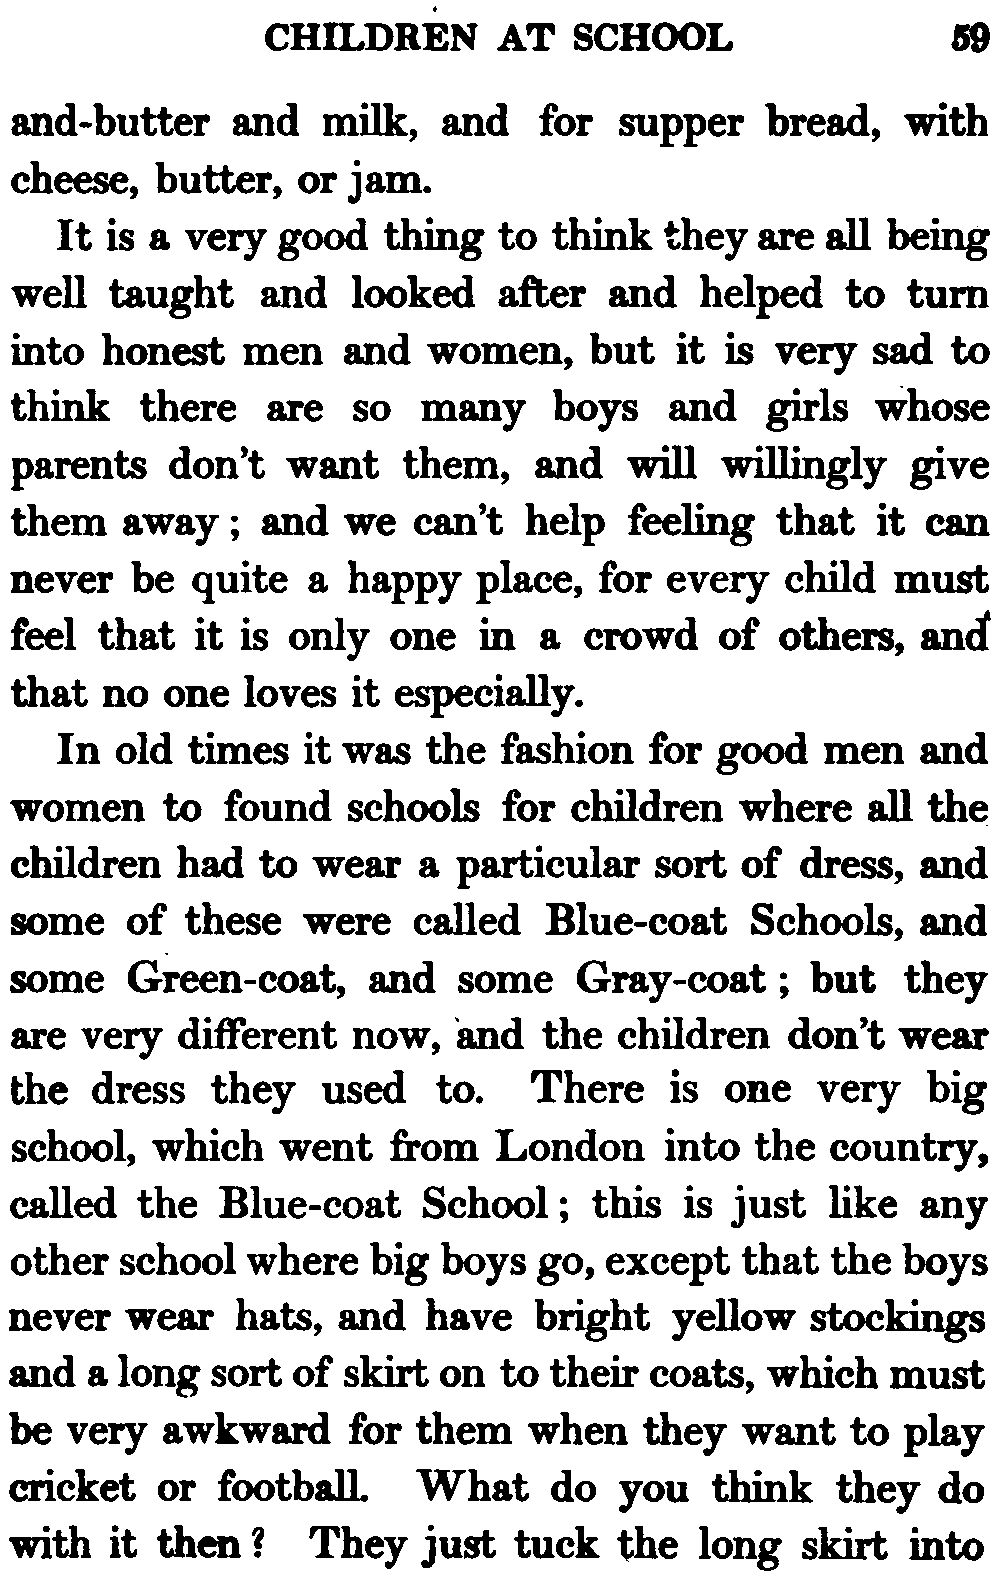 CHILDREN AT SCHOOL 59
and-butter and milk, and for supper bread, with
cheese, butter, or jam.
It is a very good thing to think they are all being
well taught and looked after and helped to turn
into honest men and women, but it is very sad to
think there are so many boys and girls whose
parents don't want them, and will willingly give
them away; and we can't help feeling that it can
never be quite a happy place, for every child must
feel that it is only one in a crowd of others, and
that no one loves it especially.
In old times it was the fashion for good men and
women to found schools for children where all the
children had to wear a particular sort of dress, and
some of these were called Blue-coat Schools, and
some Green-coat, and some Gray-coat; but they
are very different now, and the children don't wear
the dress they used to. There is one very big
school, which went from London into the country,
called the Blue-coat School; this is just like any
other school where big boys go, except that the boys
never wear hats, and have bright yellow stockings
and a long sort of skirt on to their coats, which must
be very awkward for them when they want to play
cricket or football. What do you think they do
with it then? They just tuck the long skirt into